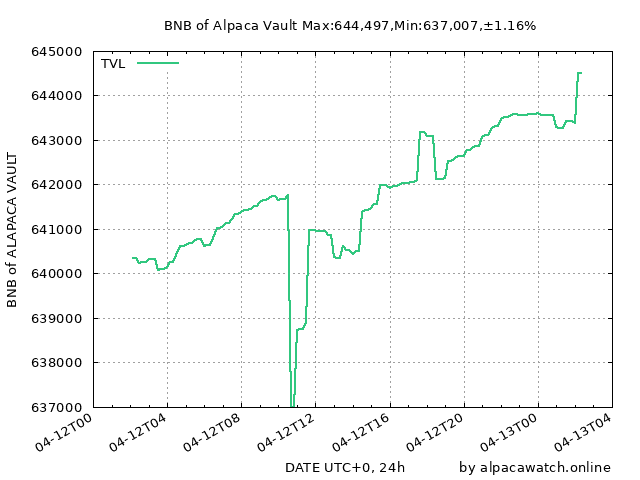 BNB of Alpaca Vault Max:644,497,Min:637,007,±1.16%
TVL
645000
644000
643000
642000
641000
640000
639000
638000
637000
BNB of ALAPACA VAULT
04-12T00
04-12T04
04-12T08
04-12T12
04-12T16
04-12T20
04-13T00
04-13T04
DATE UTC+0, 24h
by alpacawatch.online